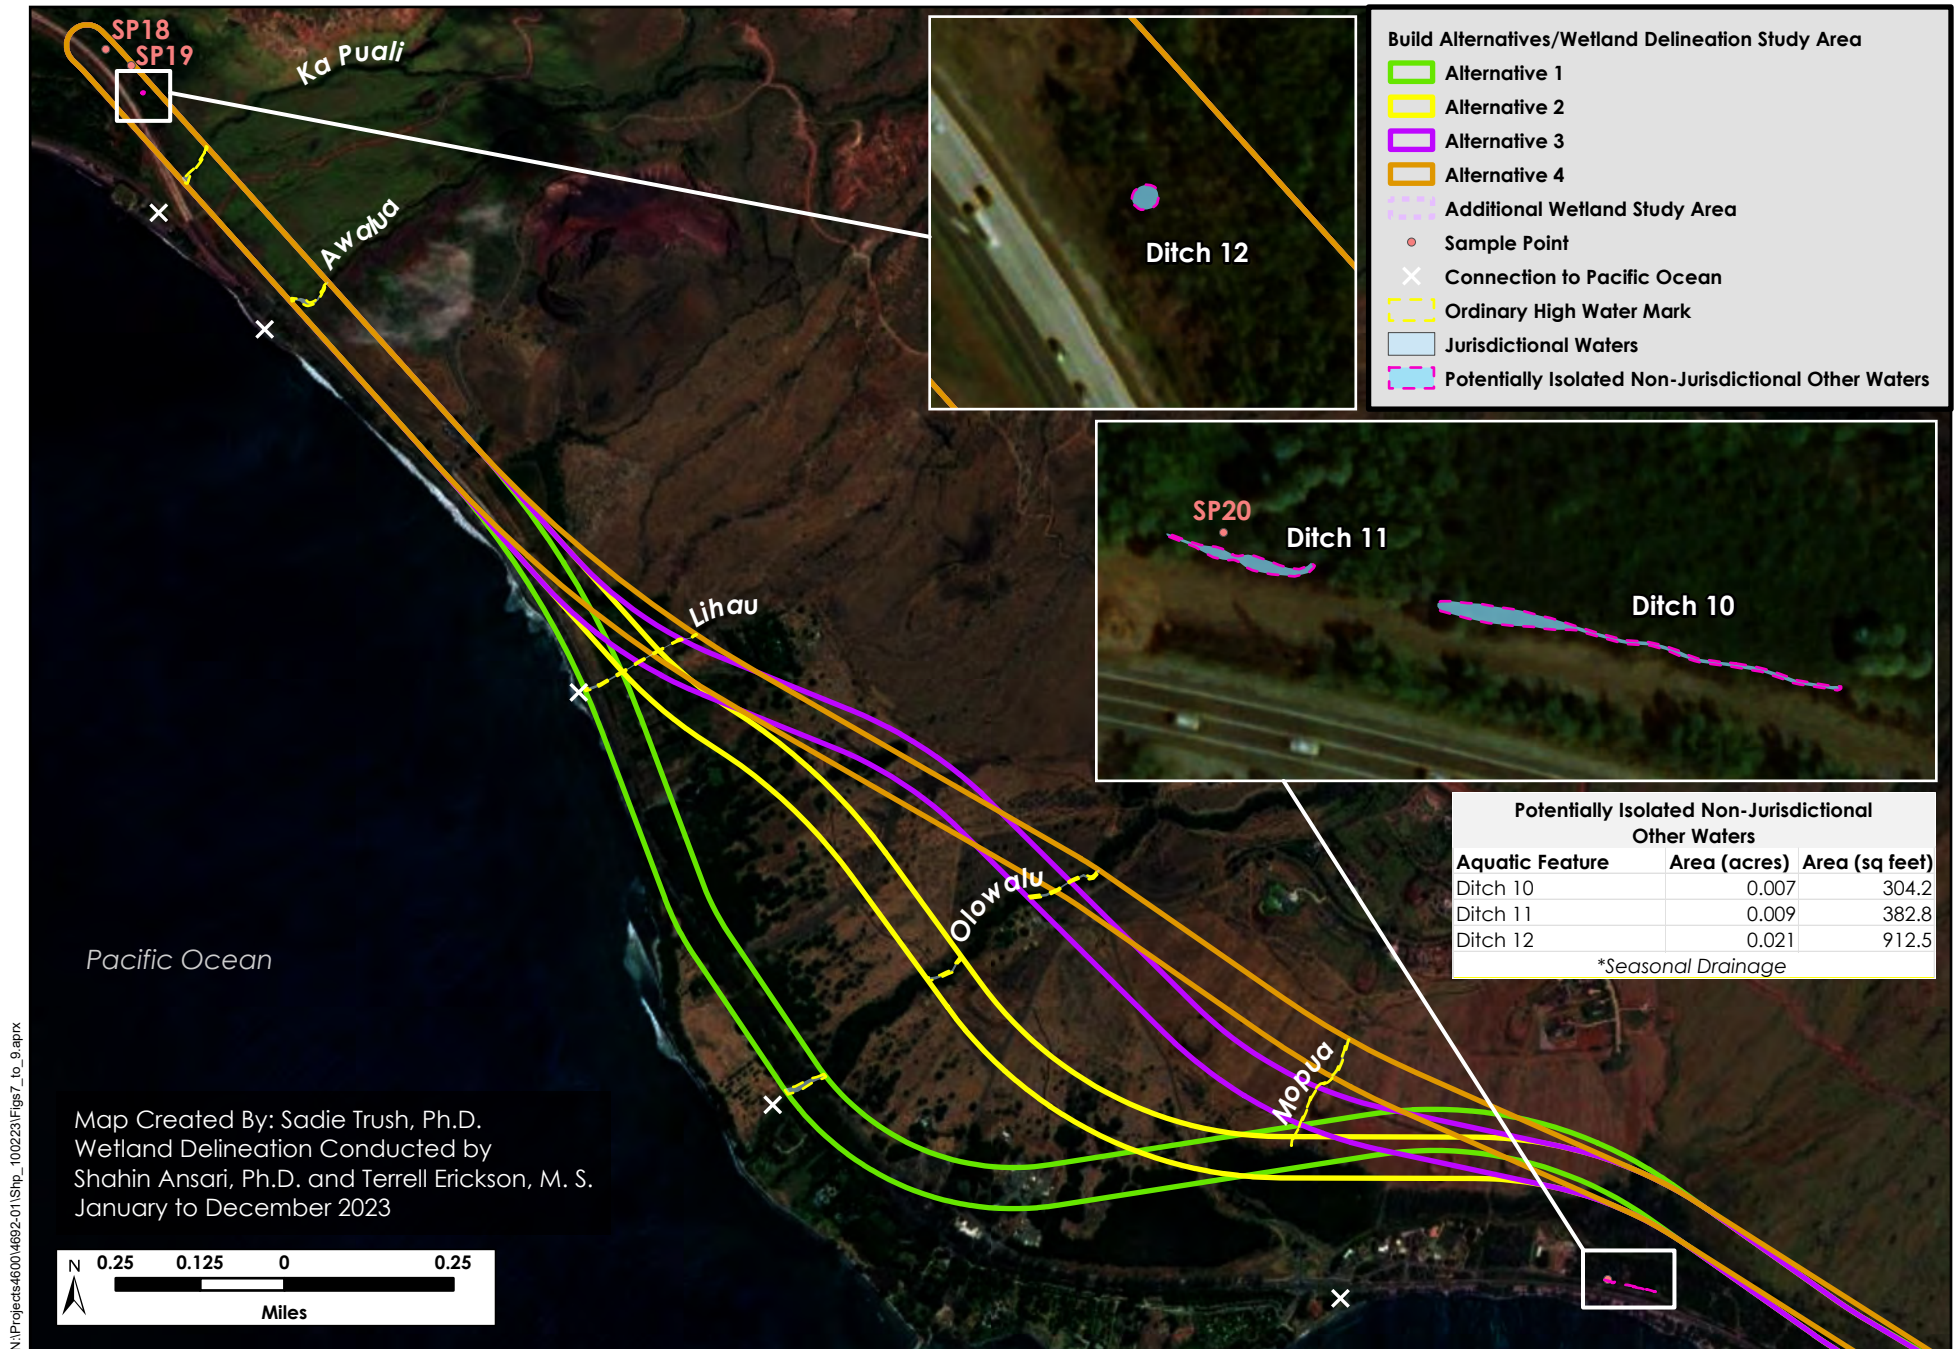 SP18
SP19
Ka Puali
Awalua
Ditch 12
Build Alternatives/Wetland Delineation Study Area
Alternative 1
Alternative 2
Alternative 3
Alternative 4
Additional Wetland Study Area
Sample Point
Connection to Pacific Ocean
Ordinary High Water Mark
Jurisdictional Waters
Potentially Isolated Non-Jurisdictional Other Waters
SP20
Ditch 11
Ditch 10
Lihau
Olowalu
Mopua
Potentially Isolated Non-Jurisdictional
Other Waters
Aquatic Feature Area (acres) Area (sq feet)
Ditch 10 0.007 304.2
Ditch 11 0.009 382.8
Ditch 12 0.021 912.5
*Seasonal Drainage
Pacific Ocean
Map Created By: Sadie Trush, Ph.D.
Wetland Delineation Conducted by
Shahin Ansari, Ph.D. and Terrell Erickson, M. S.
January to December 2023
N 0.25 0.125 0 0.25
Miles
N:\Projects4600\4692-01\Shp_100223\Figs7_to_9.aprx